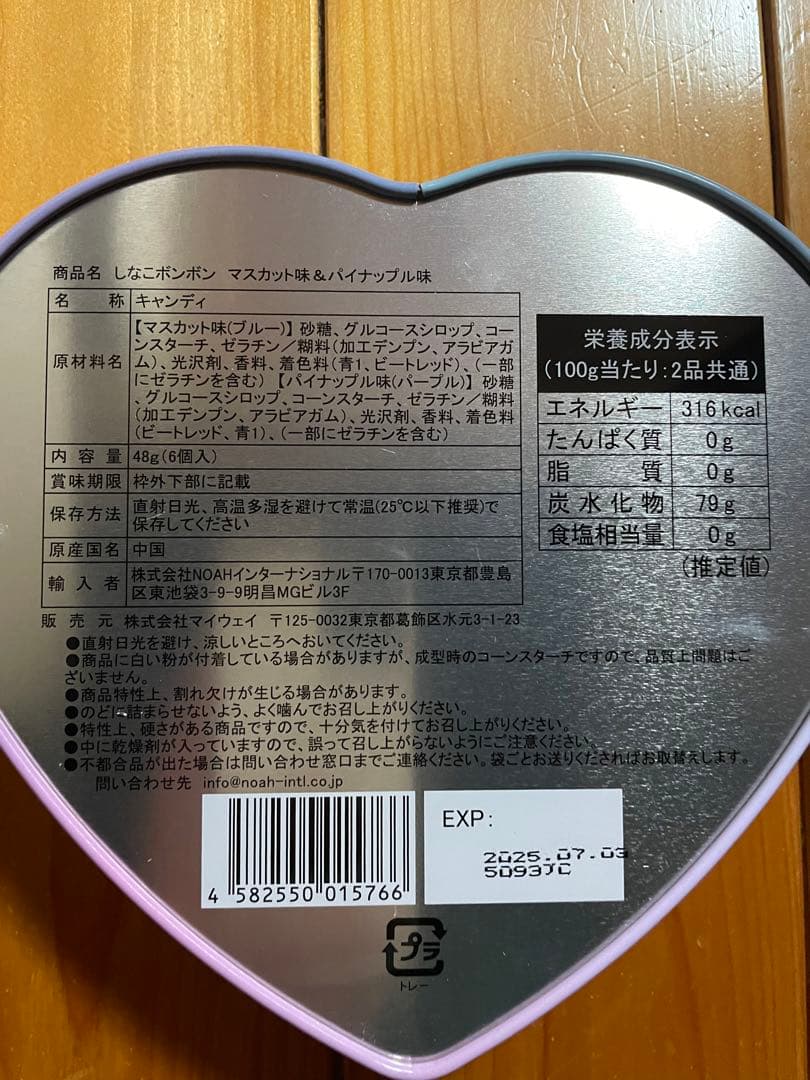 商品名 しなこボンボン マスカット味&パイナップル味
名称 キャンディ
原材料名 【マスカット味(ブルー)】 砂糖、グルコースシロップ、コー
ンスターチ、ゼラチン/糊料(加工デンプン、アラビアガ
ム)、光沢剤、香料、着色料(青1、ビートレッド)、(一部
にゼラチンを含む) 【パイナップル味(パープル)】 砂糖
、グルコースシロップ、コーンスターチ、ゼラチン/糊料
(加工デンプン、アラビアガム)、光沢剤、香料、着色料
(ビートレッド、青1)、(一部にゼラチンを含む)
内容量 48g(6個入)
賞味期限 枠外下部に記載
保存方法 直射日光、高温多湿を避けて常温(25℃以下推奨)で
保存してください
原産国名 中国
輸入者 株式会社NOAHインターナショナル〒170-0013東京都豊島
区東池袋3-9-9明昌MGビル3F
販売元 株式会社マイウェイ 〒125-0032東京都葛飾区水元3-1-23
●直射日光を避け、涼しいところへおいてください。
●商品に白い粉が付着している場合がありますが、成型時のコーンスターチですので、品質上問題はご
ざいません。
●商品特性上、割れ欠けが生じる場合があります。
●のどに詰まらせないよう、よく噛んでお召し上がりください。
●特性上、硬さがある商品ですので、十分気を付けてお召し上がりください。
●中に乾燥剤が入っていますので、誤って召し上がらないようにご注意ください。
●不都合品が出た場合は問い合わせ窓口までご連絡ください。袋ごとお送りくださればお取替えします。
問い合わせ先 info@noah-intl.co.jp
栄養成分表示
(100g当たり:2品共通)
エネルギー 316kcal
たんぱく質 0g
脂質 0g
炭水化物 79g
食塩相当量 0g
(推定値)
4 582550 015766
EXP:
2025.07.03
5093JC
プラ
トレー